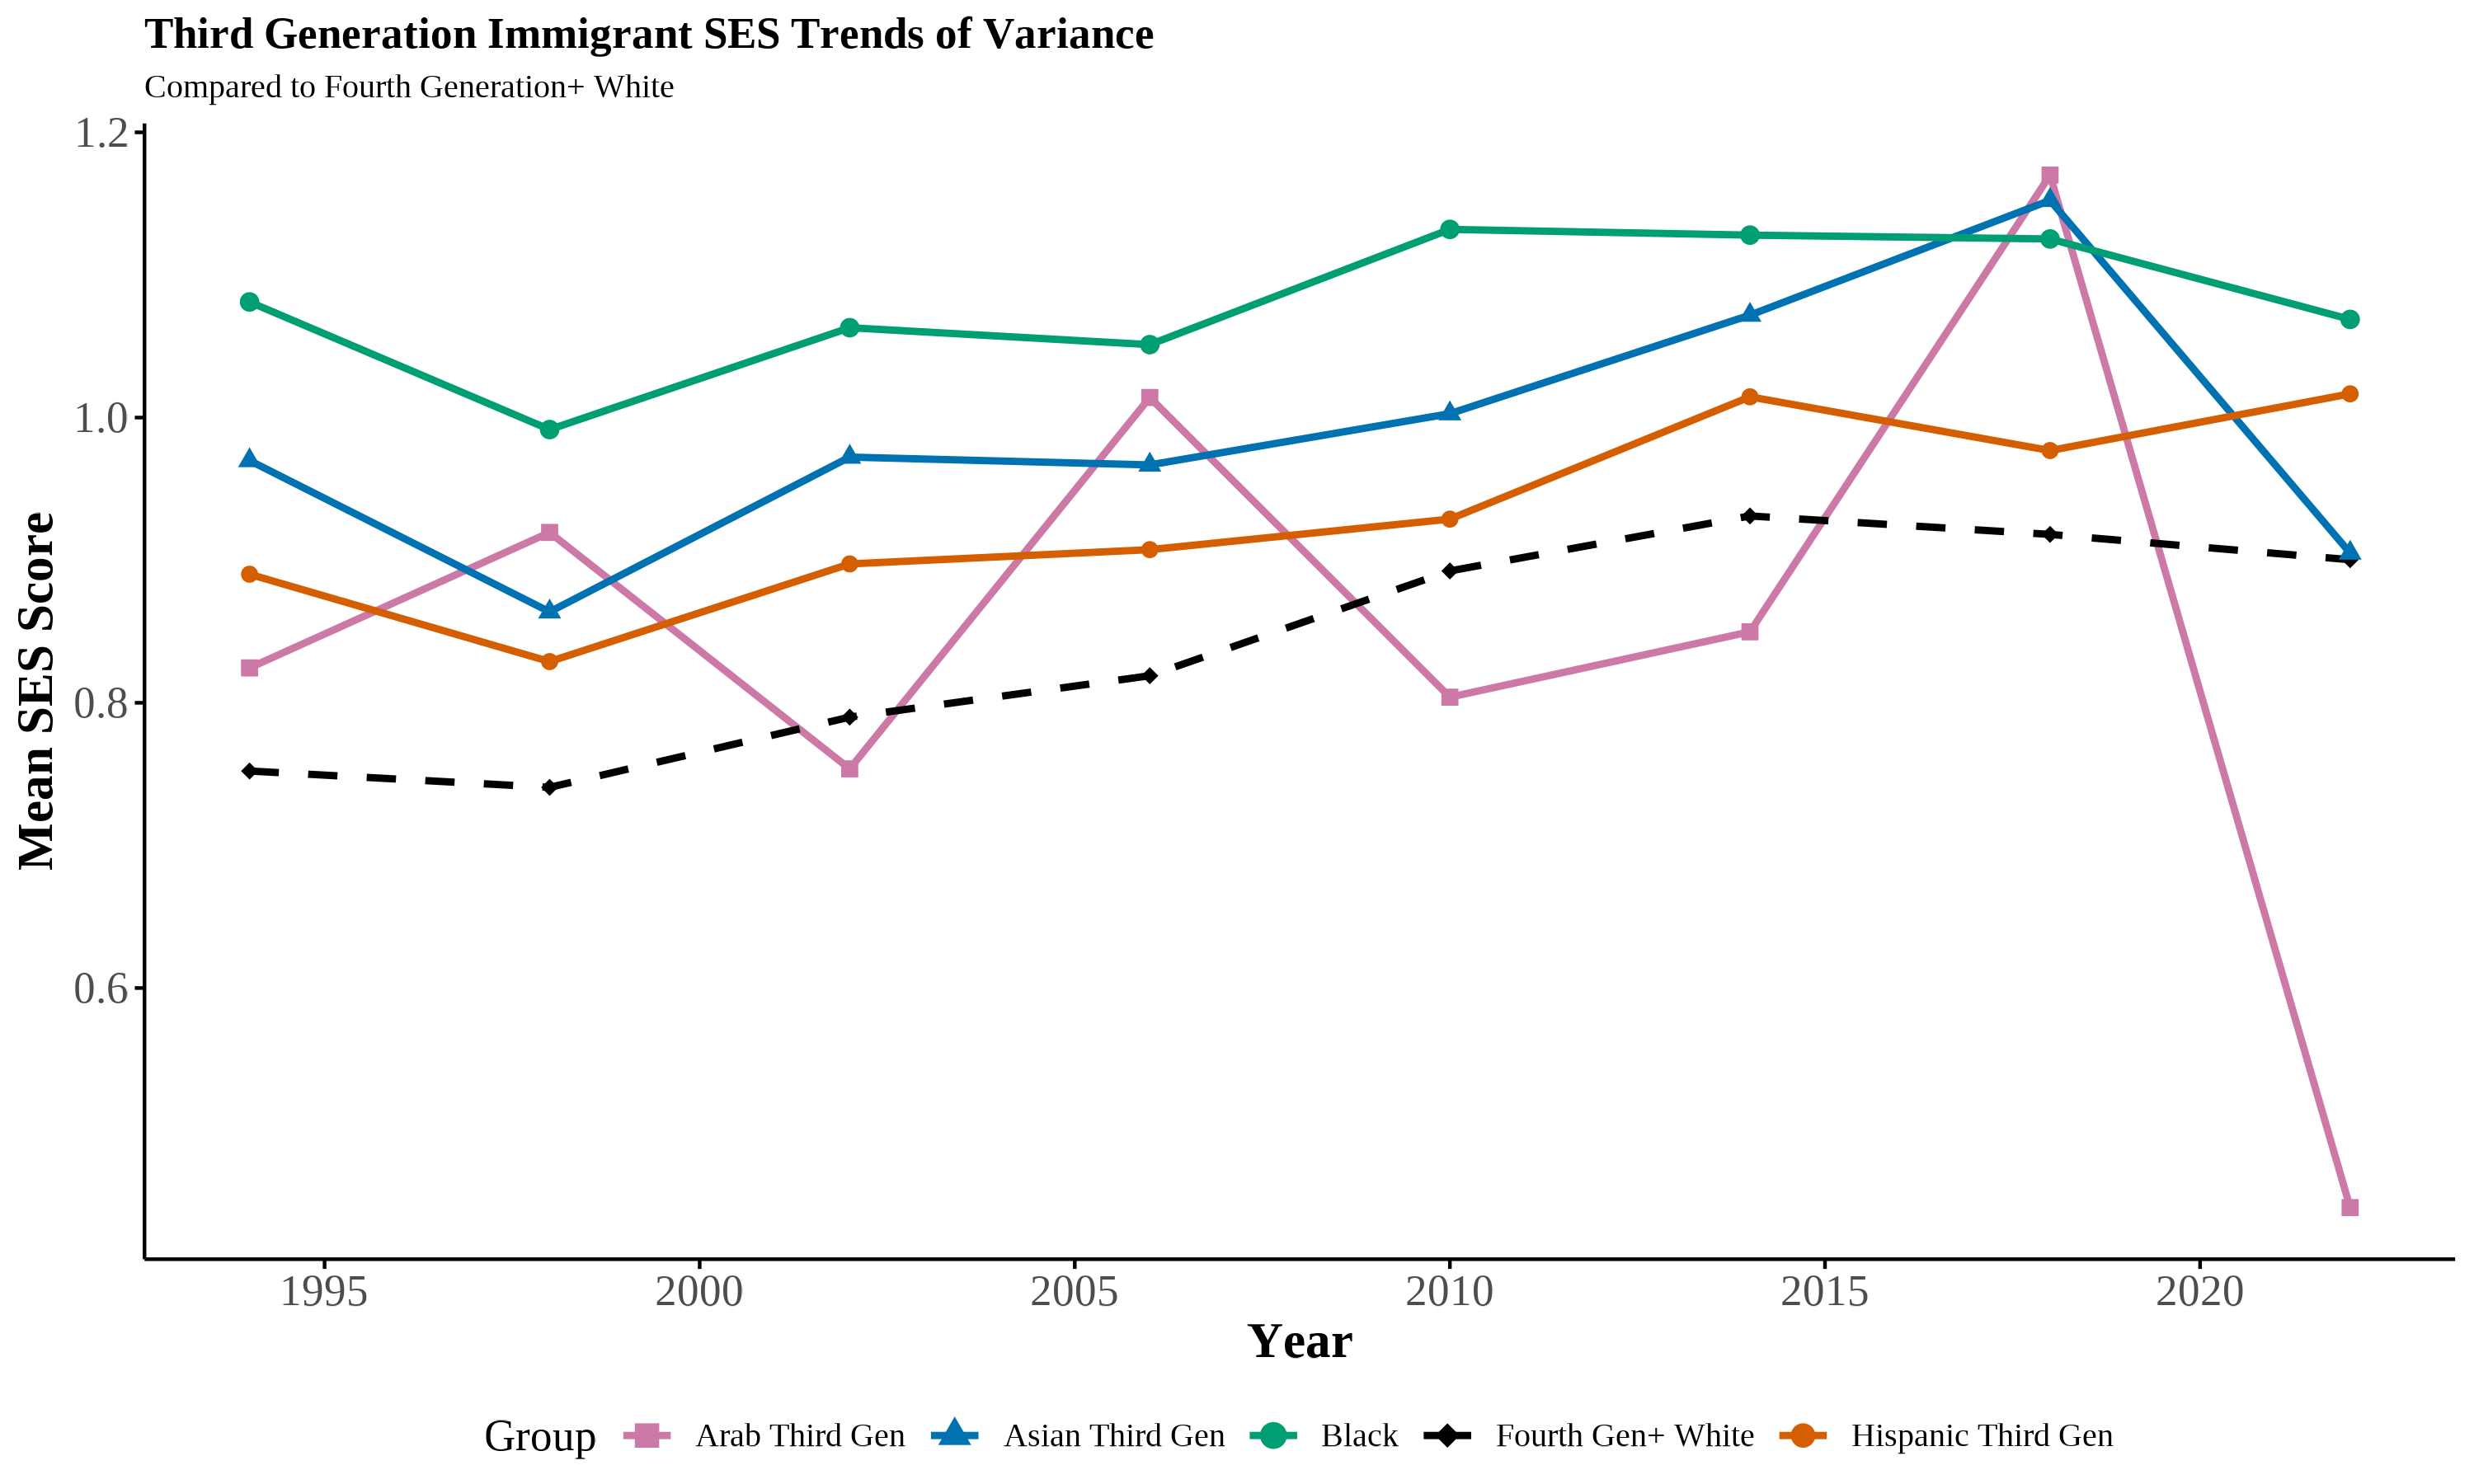 Third Generation Immigrant SES Trends of Variance
Compared to Fourth Generation+ White
Mean SES Score
1.2
1.0
0.8
0.6
1995 2000 2005 2010 2015 2020
Year
Group Arab Third Gen Asian Third Gen Black Fourth Gen+ White Hispanic Third Gen